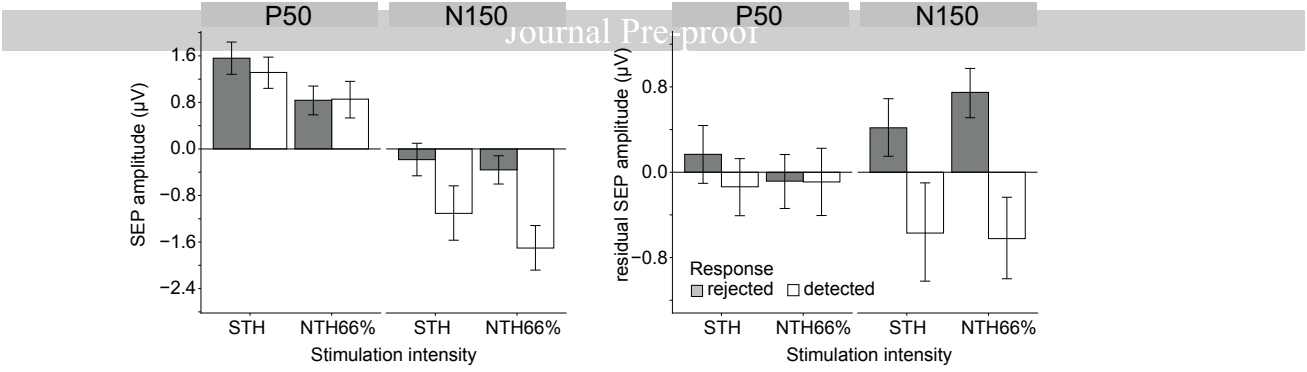 Journal Pre-proof
P50 N150
SEP amplitude (µV)
1.6
0.8
0.0
−0.8
−1.6
−2.4
STH NTH66% STH NTH66%
Stimulation intensity
P50 N150
residual SEP amplitude (µV)
0.8
0.0
−0.8
Response
rejected detected
STH NTH66% STH NTH66%
Stimulation intensity